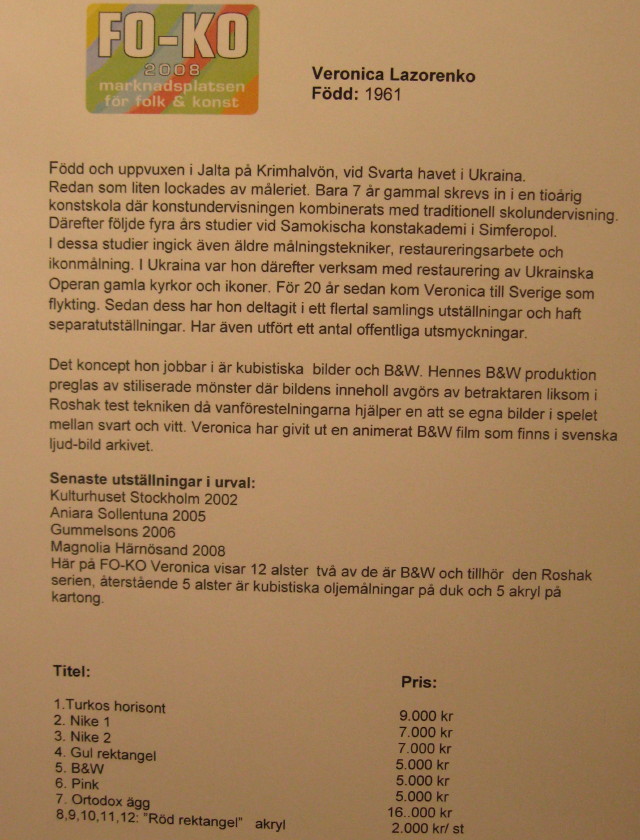 FO-KO
2008
marknadsplatsen
för folk & konst
Veronica Lazorenko
Född: 1961
Född och uppvuxen i Jalta på Krimhalvön, vid Svarta havet i Ukraina.
Redan som liten lockades av måleriet. Bara 7 år gammal skrevs in i en tioårig
konstskola där konstundervisningen kombinerats med traditionell skolundervisning.
Därefter följde fyra års studier vid Samokischa konstakademi i Simferopol.
I dessa studier ingick även äldre målningstekniker, restaureringsarbete och
ikonmålning. I Ukraina var hon därefter verksam med restaurering av Ukrainska
Operan gamla kyrkor och ikoner. För 20 år sedan kom Veronica till Sverige som
flykting. Sedan dess har hon deltagit i ett flertal samlings utställningar och haft
separatutställningar. Har även utfört ett antal offentliga utsmyckningar.
Det koncept hon jobbar i är kubistiska bilder och B&W. Hennes B&W produktion
preglas av stiliserade mönster där bildens inneholl avgörs av betraktaren liksom i
Roshak test tekniken då vanförestelningarna hjälper en att se egna bilder i spelet
mellan svart och vitt. Veronica har givit ut en animerat B&W film som finns i svenska
ljud-bild arkivet.
Senaste utställningar i urval:
Kulturhuset Stockholm 2002
Aniara Sollentuna 2005
Gummelsons 2006
Magnolia Härnösand 2008
Här på FO-KO Veronica visar 12 alster två av de är B&W och tillhör den Roshak
serien, återstående 5 alster är kubistiska oljemålningar på duk och 5 akryl på
kartong.
Titel: Pris:
1.Turkos horisont 9.000 kr
2. Nike 1 7.000 kr
3. Nike 2 7.000 kr
4. Gul rektangel 5.000 kr
5. B&W 5.000 kr
6. Pink 5.000 kr
7. Ortodox ägg 16..000 kr
8,9,10,11,12: "Röd rektangel" akryl 2.000 kr/ st